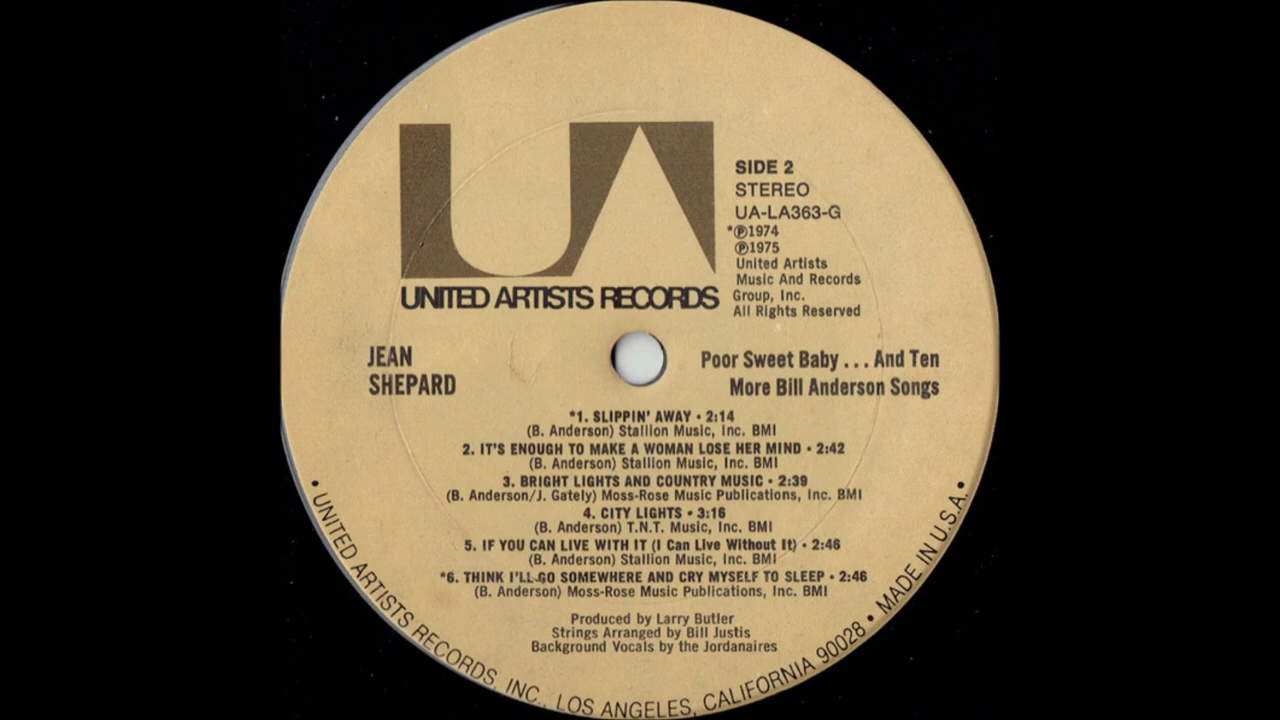 UA
UNITED ARTISTS RECORDS
SIDE 2
STEREO
UA-LA363-G
*℗1974
℗1975
United Artists
Music And Records
Group, Inc.
All Rights Reserved
JEAN
SHEPARD
Poor Sweet Baby . . . And Ten
More Bill Anderson Songs
*1. SLIPPIN' AWAY • 2:14
(B. Anderson) Stallion Music, Inc. BMI
2. IT'S ENOUGH TO MAKE A WOMAN LOSE HER MIND • 2:42
(B. Anderson) Stallion Music, Inc. BMI
3. BRIGHT LIGHTS AND COUNTRY MUSIC • 2:39
(B. Anderson/J. Gately) Moss-Rose Music Publications, Inc. BMI
4. CITY LIGHTS • 3:16
(B. Anderson) T.N.T. Music, Inc. BMI
5. IF YOU CAN LIVE WITH IT (I Can Live Without It) • 2:46
(B. Anderson) Stallion Music, Inc. BMI
*6. THINK I'LL GO SOMEWHERE AND CRY MYSELF TO SLEEP • 2:46
(B. Anderson) Moss-Rose Music Publications, Inc. BMI
Produced by Larry Butler
Strings Arranged by Bill Justis
Background Vocals by the Jordanaires
• UNITED ARTISTS RECORDS, INC., LOS ANGELES, CALIFORNIA 90028 • MADE IN U.S.A. •